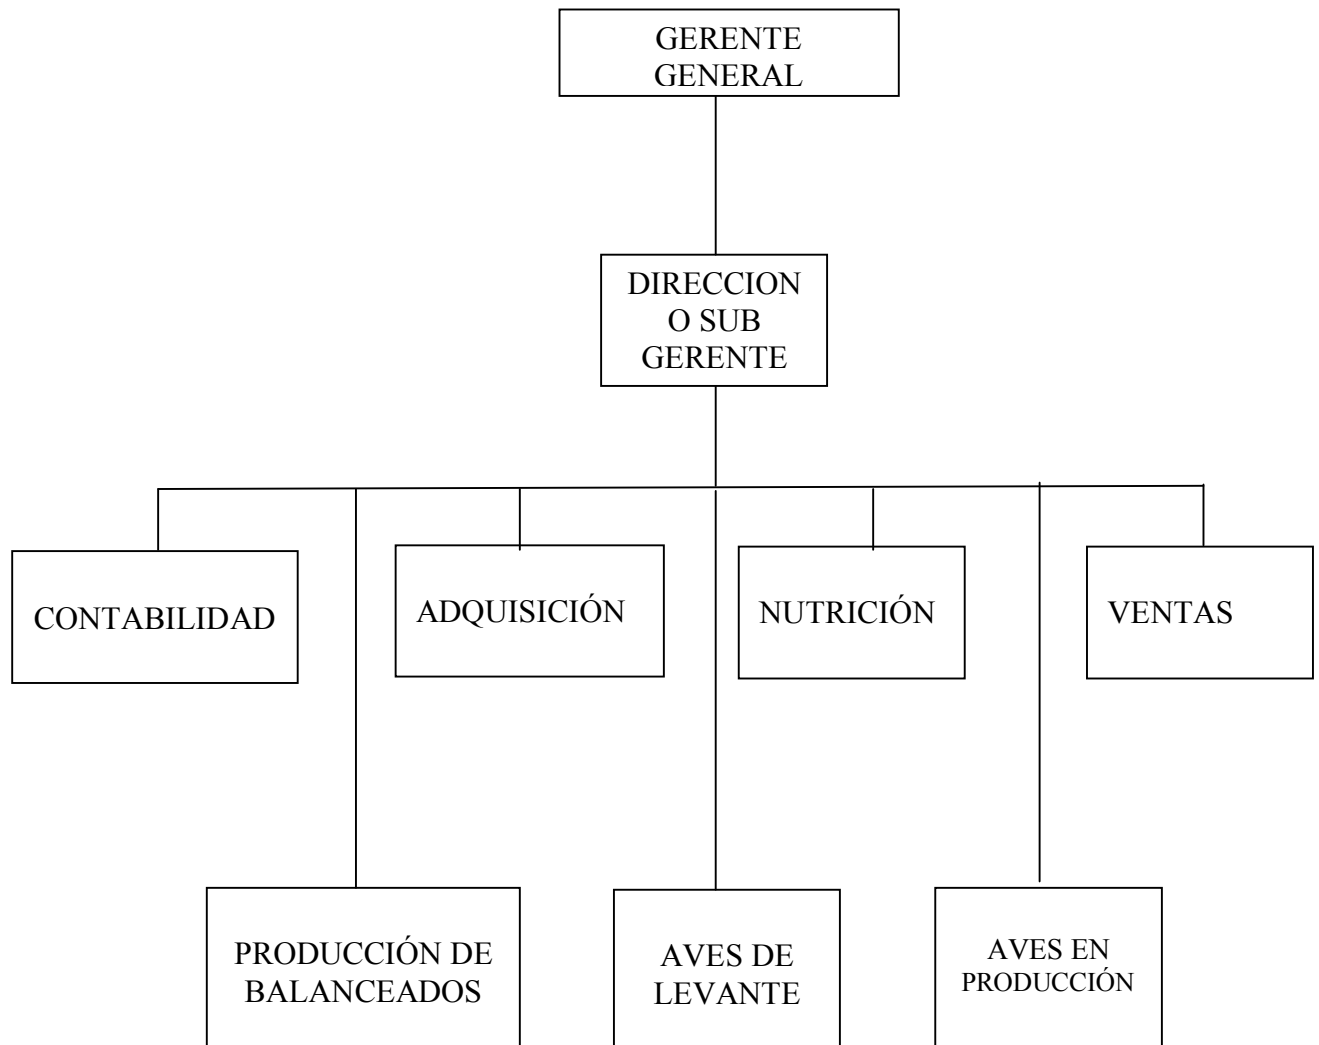 GERENTE
GENERAL
DIRECCION
O SUB
GERENTE
CONTABILIDAD
ADQUISICIÓN
NUTRICIÓN
VENTAS
PRODUCCIÓN DE
BALANCEADOS
AVES DE
LEVANTE
AVES EN
PRODUCCIÓN